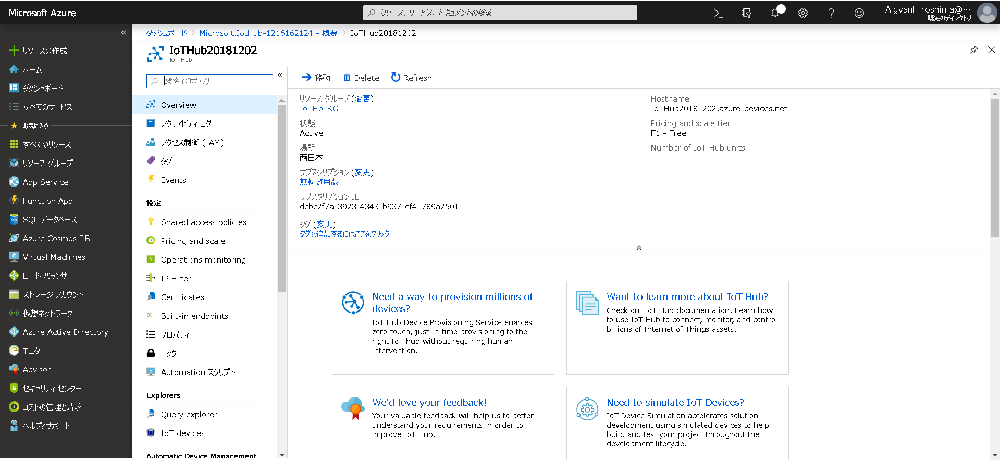 Microsoft Azure
リソース、サービス、ドキュメントの検索
4
AlgyanHiroshima@…
既定のディレクトリ
リソースの作成
ホーム
ダッシュボード
すべてのサービス
お気に入り
すべてのリソース
リソース グループ
App Service
Function App
SQL データベース
Azure Cosmos DB
Virtual Machines
ロード バランサー
ストレージ アカウント
仮想ネットワーク
Azure Active Directory
モニター
Advisor
セキュリティ センター
コストの管理と請求
ヘルプとサポート
ダッシュボード > Microsoft.IotHub-1216162124 - 概要 > IoTHub20181202
IoTHub20181202
IoT Hub
検索 (Ctrl+/)
Overview
アクティビティ ログ
アクセス制御 (IAM)
タグ
Events
設定
Shared access policies
Pricing and scale
Operations monitoring
IP Filter
Certificates
Built-in endpoints
プロパティ
ロック
Automation スクリプト
Explorers
Query explorer
IoT devices
Automatic Device Management
移動 Delete Refresh
リソース グループ (変更)
IoTHoLRG
状態
Active
場所
西日本
サブスクリプション (変更)
無料試用版
サブスクリプション ID
dcbc2f7a-3923-4343-b937-ef41789a2501
タグ (変更)
タグを追加するにはここをクリック
Hostname
IoTHub20181202.azure-devices.net
Pricing and scale tier
F1 - Free
Number of IoT Hub units
1
Need a way to provision millions of
devices?
IoT Hub Device Provisioning Service enables
zero-touch, just-in-time provisioning to the
right IoT hub without requiring human
intervention.
Want to learn more about IoT Hub?
Check out IoT Hub documentation. Learn how
to use IoT Hub to connect, monitor, and control
billions of Internet of Things assets.
We'd love your feedback!
Your valuable feedback will help us to better
understand your requirements in order to
improve IoT Hub.
Need to simulate IoT Devices?
IoT Device Simulation accelerates solution
development using simulated devices to help
build and test your project throughout the
development lifecycle.